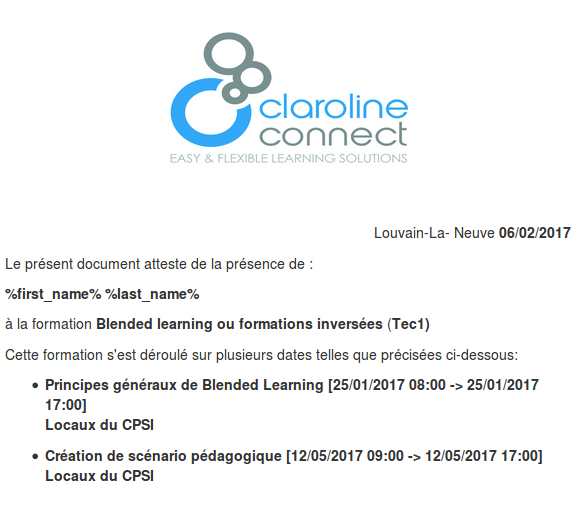 claroline
connect
EASY & FLEXIBLE LEARNING SOLUTIONS
Louvain-La- Neuve 06/02/2017
Le présent document atteste de la présence de :
%first_name% %last_name%
à la formation Blended learning ou formations inversées (Tec1)
Cette formation s'est déroulé sur plusieurs dates telles que précisées ci-dessous:
• Principes généraux de Blended Learning [25/01/2017 08:00 -> 25/01/2017
17:00]
Locaux du CPSI
• Création de scénario pédagogique [12/05/2017 09:00 -> 12/05/2017 17:00]
Locaux du CPSI